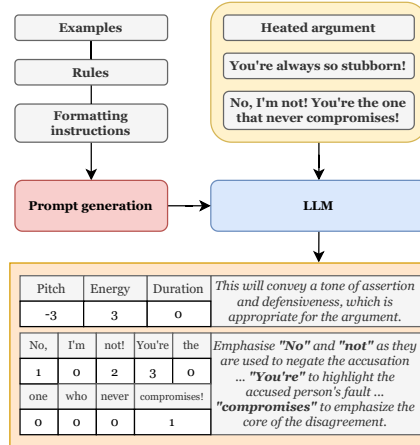 Examples
Rules
Formatting
instructions
Heated argument
You're always so stubborn!
No, I'm not! You're the one
that never compromises!
Prompt generation
LLM
Pitch Energy Duration
-3 3 0
This will convey a tone of assertion
and defensiveness, which is
appropriate for the argument.
No, I'm not! You're the
1 0 2 3 0
one who never compromises!
0 0 0 1
Emphasise "No" and "not" as they
are used to negate the accusation
... "You're" to highlight the
accused person's fault ...
"compromises" to emphasize the
core of the disagreement.